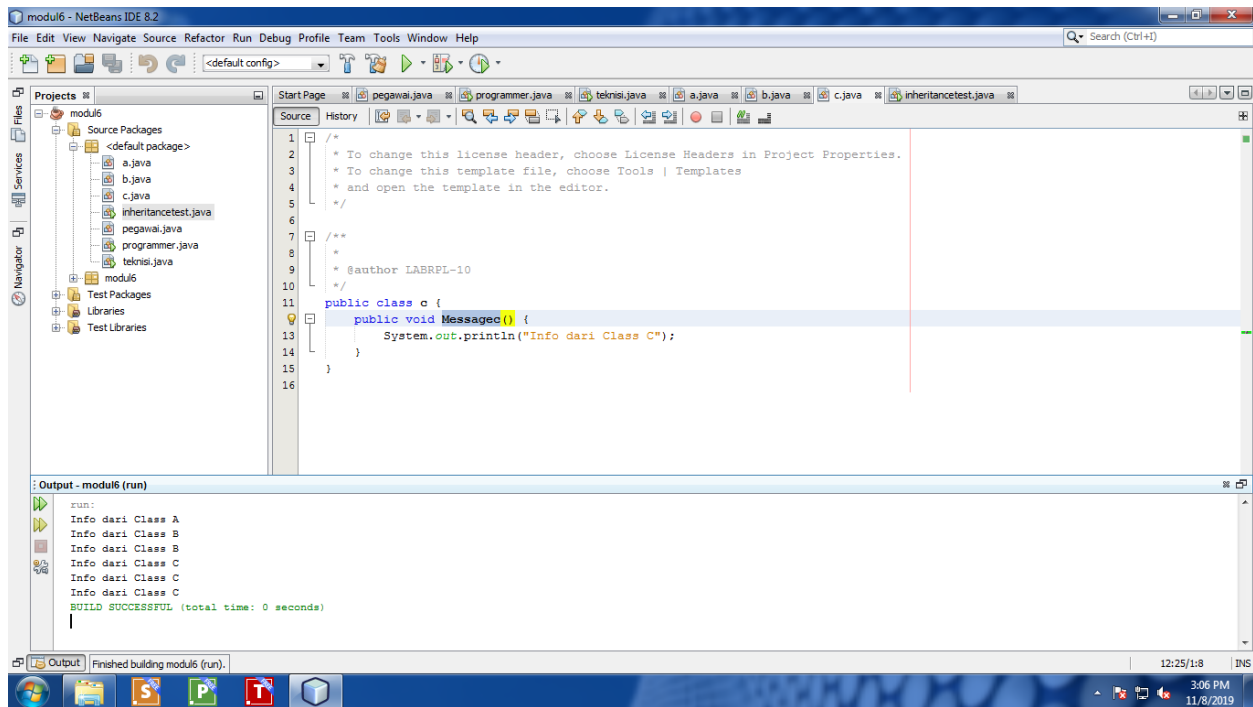 modul6 - NetBeans IDE 8.2
File Edit View Navigate Source Refactor Run Debug Profile Team Tools Window Help
Search (Ctrl+I)
<default config>
Projects
Start Page pegawai.java programmer.java teknisi.java a.java b.java c.java inheritancetest.java
Files
Services
Navigator
modul6
Source Packages
<default package>
a.java
b.java
c.java
inheritancetest.java
pegawai.java
programmer.java
teknisi.java
modul6
Test Packages
Libraries
Test Libraries
Source History
1 /*
2 * To change this license header, choose License Headers in Project Properties.
3 * To change this template file, choose Tools | Templates
4 * and open the template in the editor.
5 */
6
7 /**
8 *
9 * @author LABRPL-10
10 */
11 public class c {
public void Messagec() {
13 System.out.println("Info dari Class C");
14 }
15 }
16
Output - modul6 (run)
run:
Info dari Class A
Info dari Class B
Info dari Class B
Info dari Class C
Info dari Class C
Info dari Class C
BUILD SUCCESSFUL (total time: 0 seconds)
Output Finished building modul6 (run).
12:25/1:8 INS
S P T
3:06 PM
11/8/2019